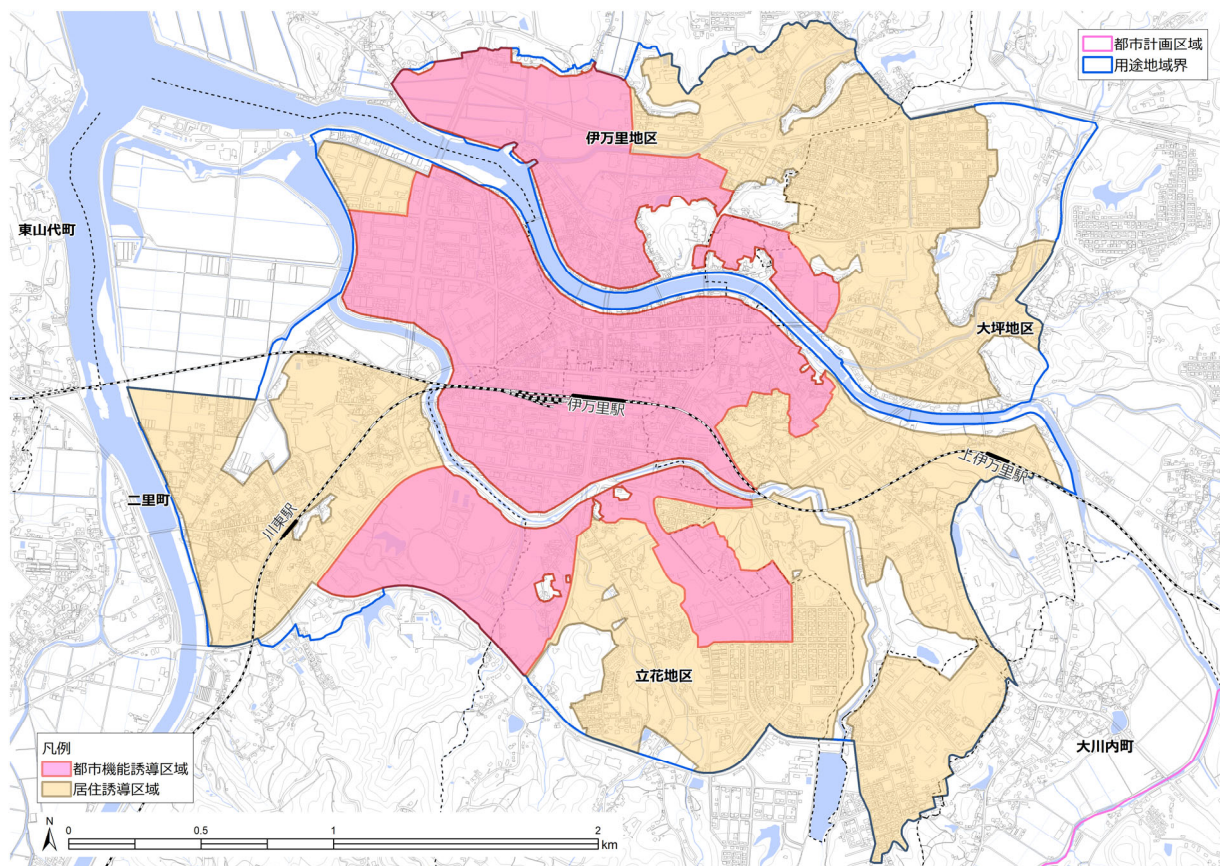 都市計画区域
用途地域界
伊万里地区
東山代町
大坪地区
伊万里駅
上伊万里駅
二里町
川東駅
立花地区
大川内町
凡例
都市機能誘導区域
居住誘導区域
N
0 0.5 1 2
km